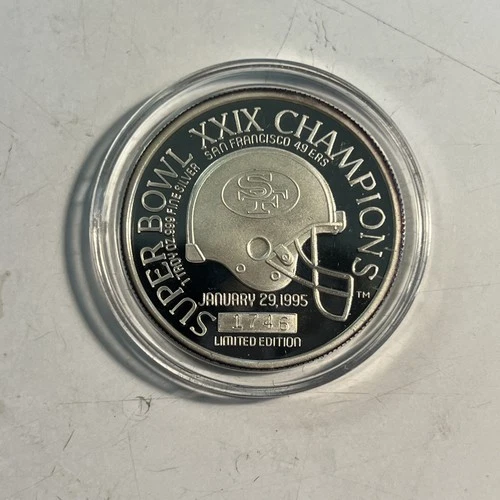 SUPER BOWL XXIX CHAMPIONS
SAN FRANCISCO 49ERS
1 TROY OZ .999 FINE SILVER
SF
TM
JANUARY 29, 1995
1746
LIMITED EDITION